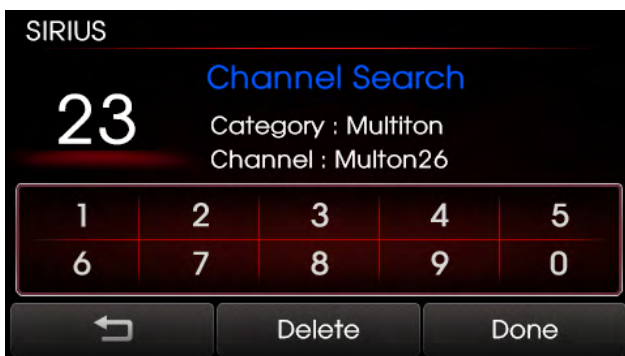 SIRIUS
Channel Search
23
Category : Multiton
Channel : Multon26
1 2 3 4 5
6 7 8 9 0
Delete Done